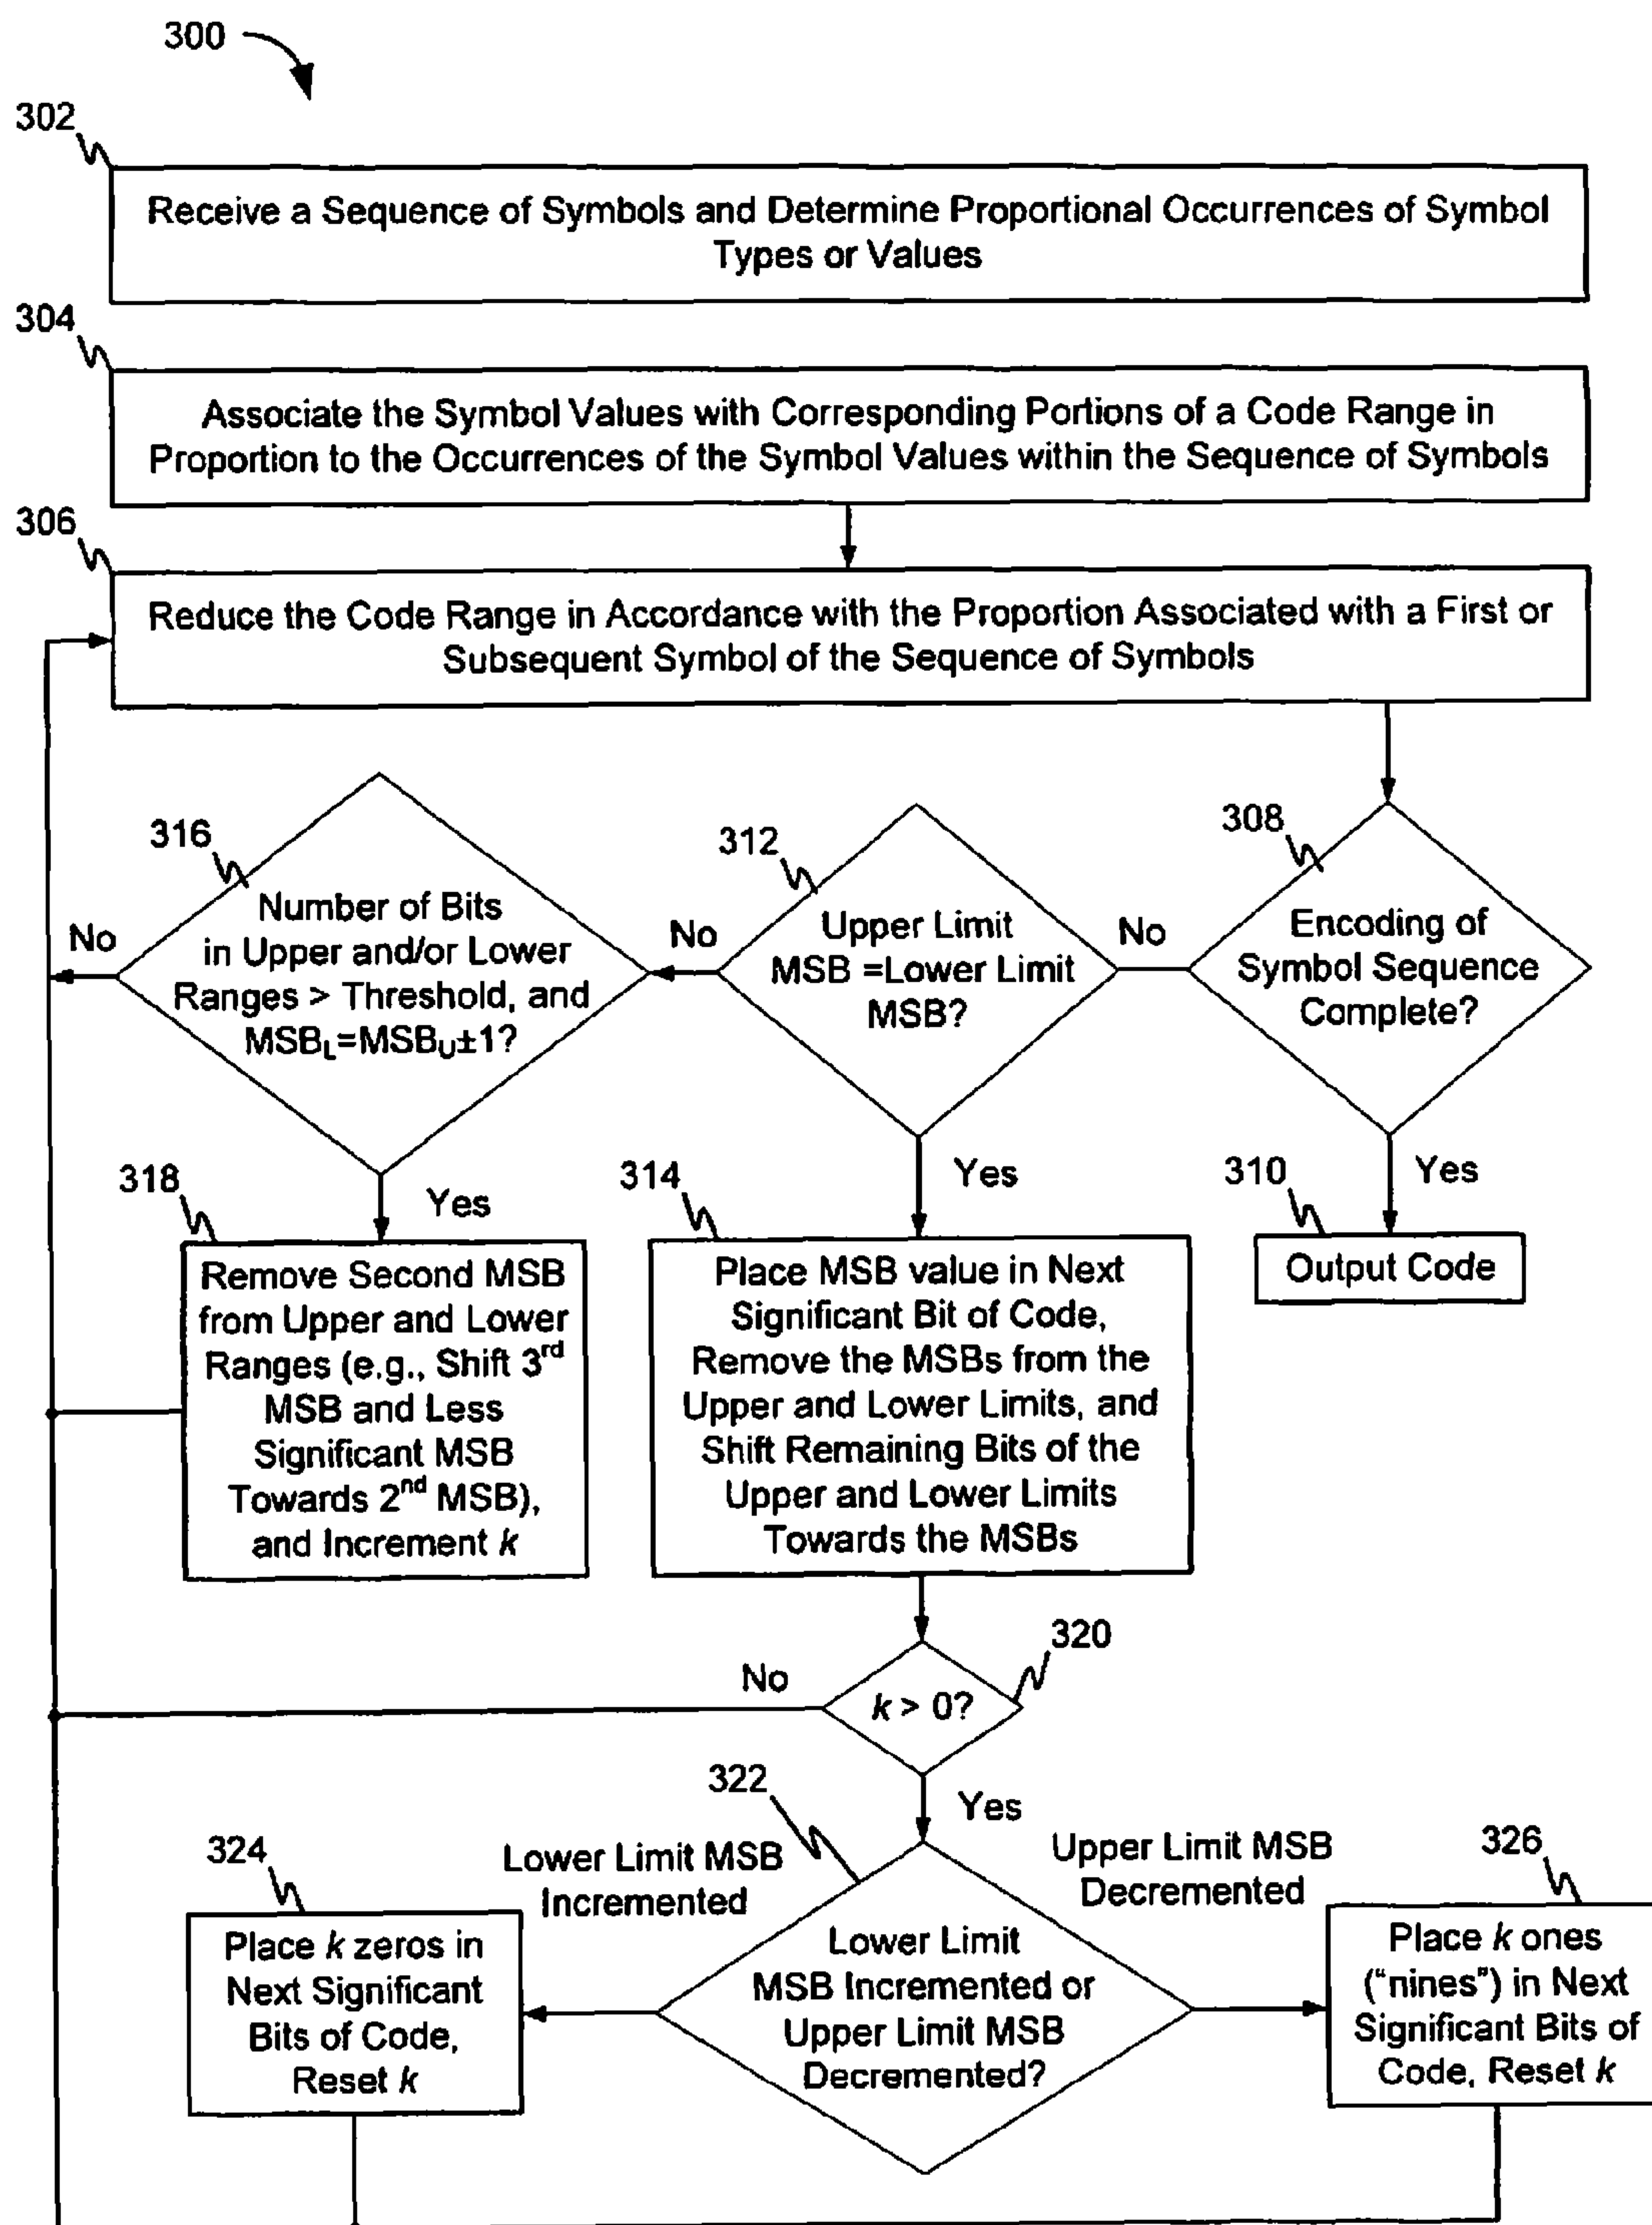 300
302
Receive a Sequence of Symbols and Determine Proportional Occurrences of Symbol
Types or Values
304
Associate the Symbol Values with Corresponding Portions of a Code Range in
Proportion to the Occurrences of the Symbol Values within the Sequence of Symbols
306
Reduce the Code Range in Accordance with the Proportion Associated with a First or
Subsequent Symbol of the Sequence of Symbols
316
Number of Bits
in Upper and/or Lower
Ranges > Threshold, and
MSBL=MSBU±1?
No
312
Upper Limit
MSB =Lower Limit
MSB?
No
308
Encoding of
Symbol Sequence
Complete?
No
318
Yes
Remove Second MSB
from Upper and Lower
Ranges (e.g., Shift 3rd
MSB and Less
Significant MSB
Towards 2nd MSB),
and Increment k
314
Yes
Place MSB value in Next
Significant Bit of Code,
Remove the MSBs from the
Upper and Lower Limits, and
Shift Remaining Bits of the
Upper and Lower Limits
Towards the MSBs
310
Yes
Output Code
320
No
k > 0?
322
Yes
324
Lower Limit MSB
Incremented
Upper Limit MSB
Decremented
326
Place k zeros in
Next Significant
Bits of Code,
Reset k
Lower Limit
MSB Incremented or
Upper Limit MSB
Decremented?
Place k ones
("nines") in Next
Significant Bits of
Code, Reset k